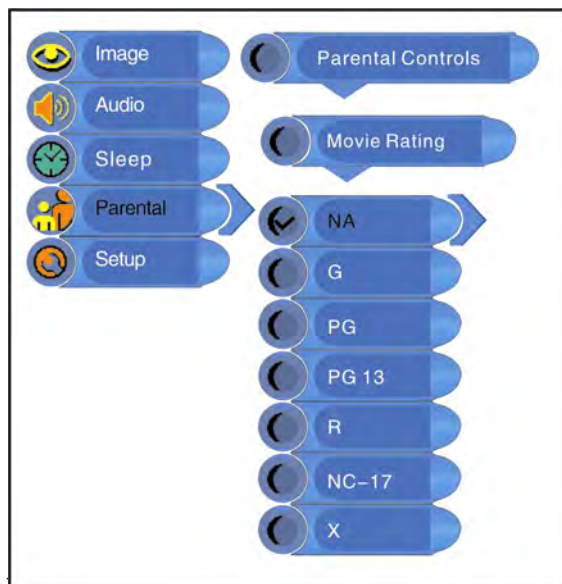 Image
Audio
Sleep
Parental
Setup
Parental Controls
Movie Rating
NA
G
PG
PG 13
R
NC-17
X